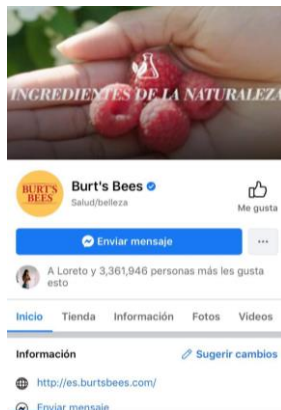 INGREDIENTES DE LA NATURALEZA
BURT'S
BEES
Burt's Bees
Salud/belleza
Me gusta
Enviar mensaje
A Loreto y 3,361,946 personas más les gusta
esto
Inicio Tienda Información Fotos Videos
Información
Sugerir cambios
http://es.burtsbees.com/
Enviar mensaje